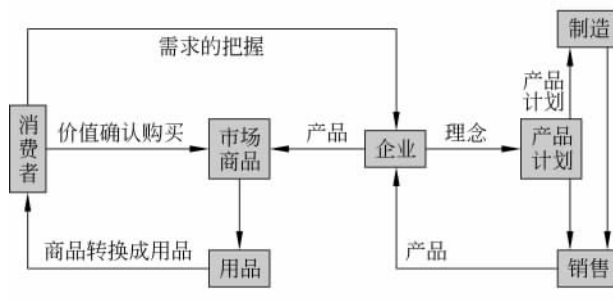 制造
需求的把握
产品
计划
消
费
者
价值确认购买
市场
商品
产品
企业
理念
产品
计划
商品转换成用品
用品
产品
销售